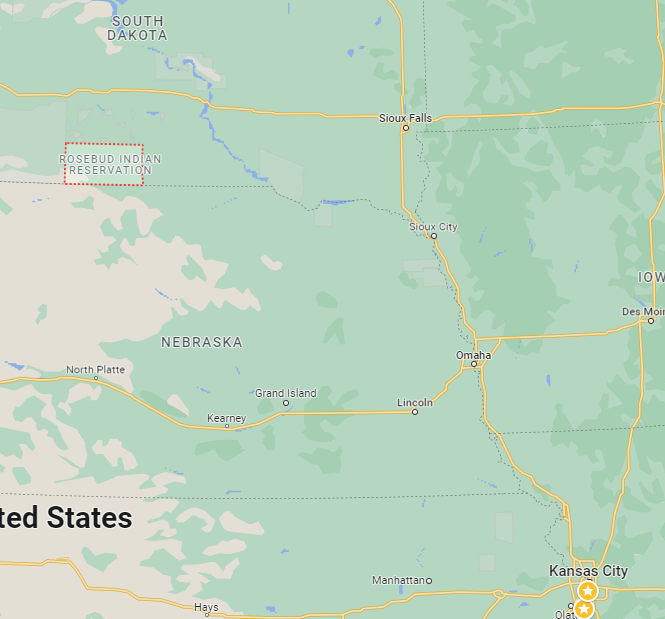 SOUTH
DAKOTA
Sioux Falls
ROSEBUD INDIAN
RESERVATION
Sioux City
IOW
Des Moin
NEBRASKA
Omaha
North Platte
Grand Island
Lincoln
Kearney
ted States
Kansas City
Manhattan
Hays
Olat